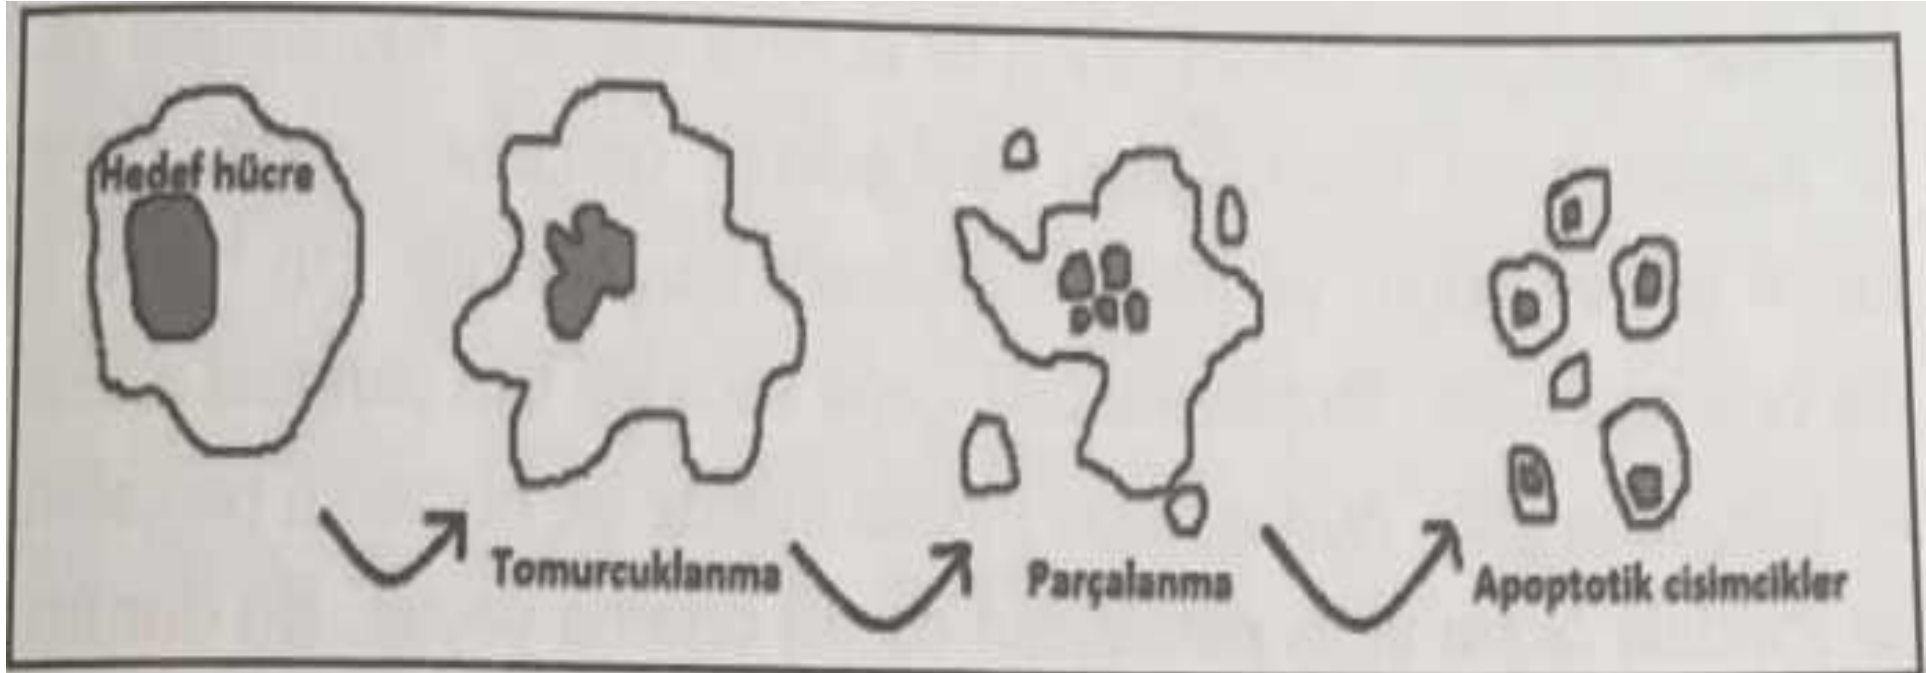 Hedef hücre
Tomurcuklanma
Parçalanma
Apoptotik cisimcikler